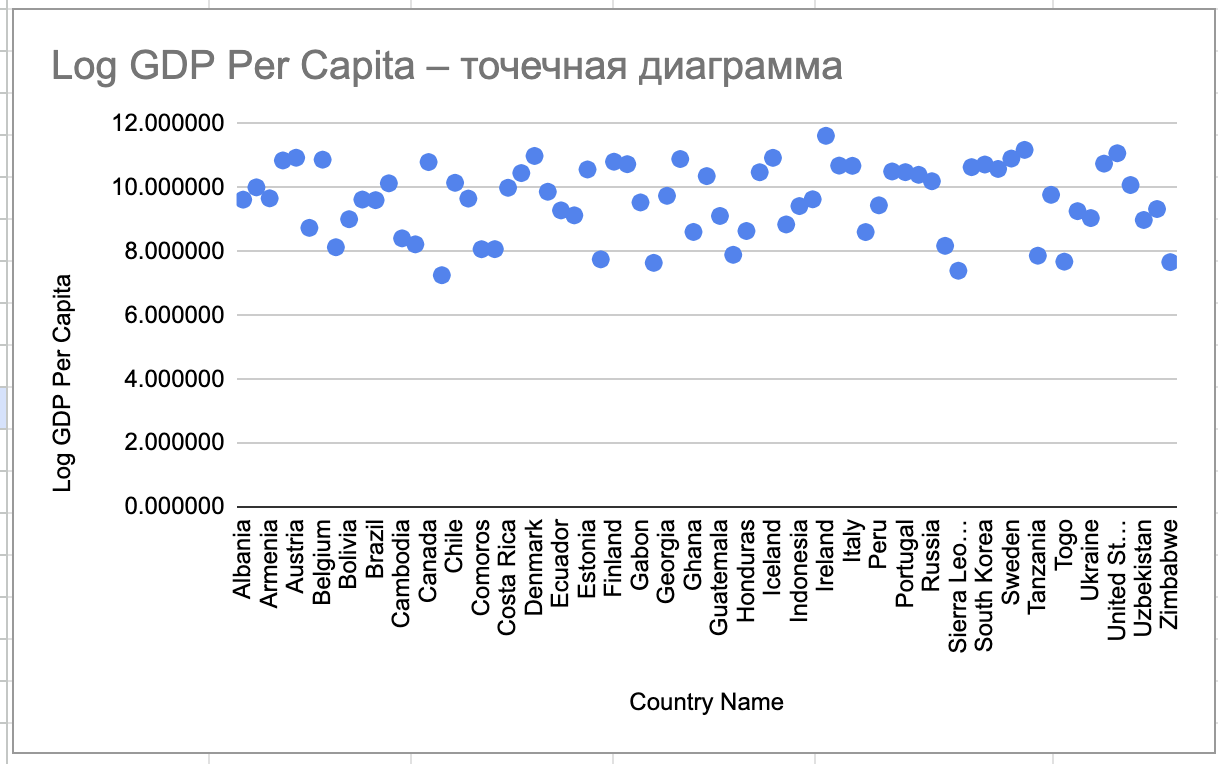 Log GDP Per Capita – точечная диаграмма
12.000000
10.000000
8.000000
6.000000
4.000000
2.000000
0.000000
Log GDP Per Capita
Albania
Armenia
Austria
Belgium
Bolivia
Brazil
Cambodia
Canada
Chile
Comoros
Costa Rica
Denmark
Ecuador
Estonia
Finland
Gabon
Georgia
Ghana
Guatemala
Honduras
Iceland
Indonesia
Ireland
Italy
Peru
Portugal
Russia
Sierra Leo…
South Korea
Sweden
Tanzania
Togo
Ukraine
United St…
Uzbekistan
Zimbabwe
Country Name